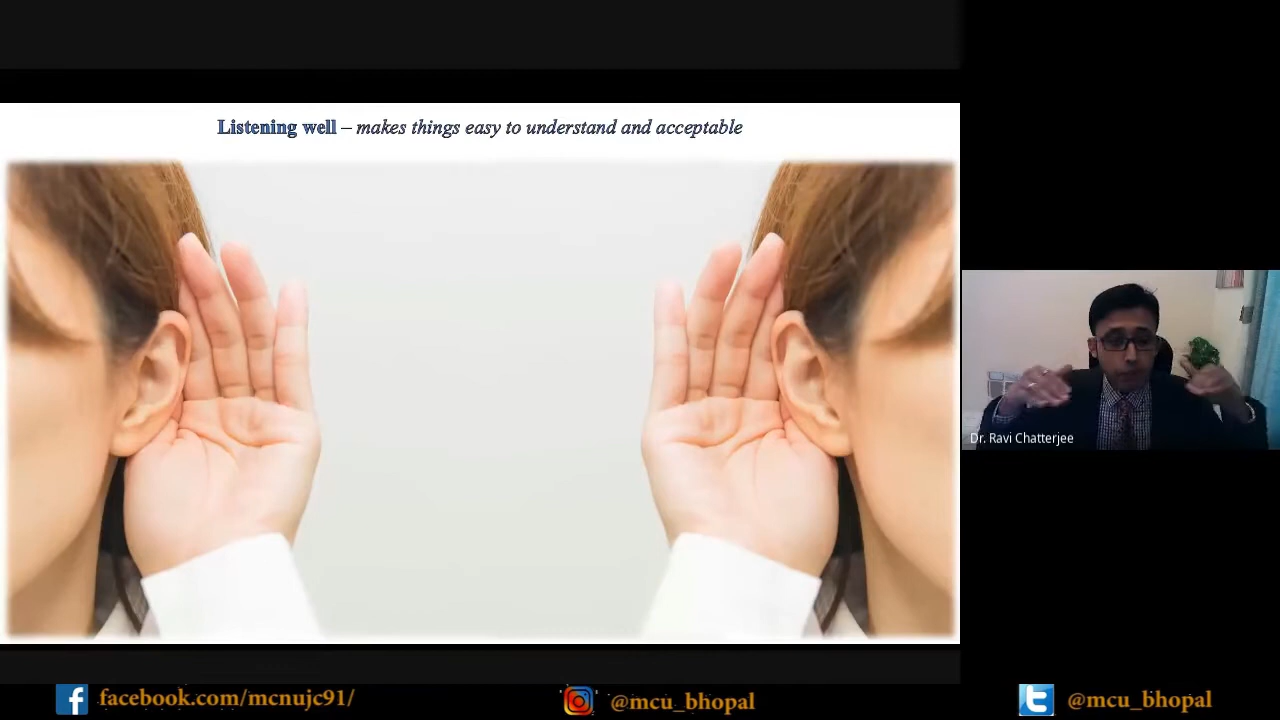 Listening well – makes things easy to understand and acceptable
Dr. Ravi Chatterjee
facebook.com/mcnujc91/
@mcu_bhopal
@mcu_bhopal